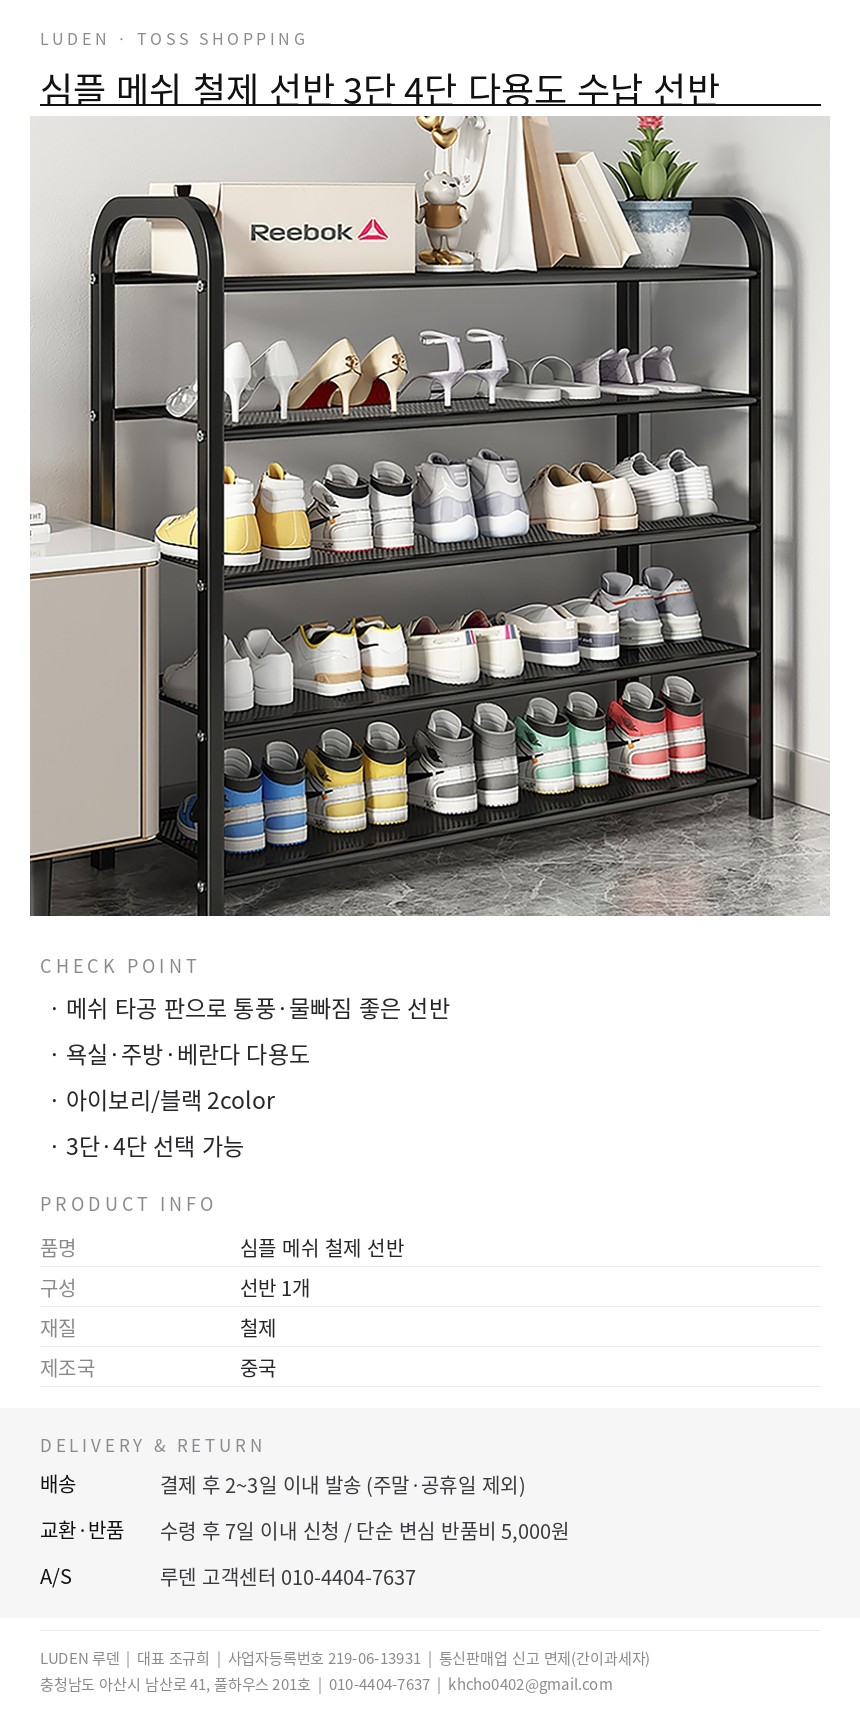 LUDEN · TOSS SHOPPING
심플 메쉬 철제 선반 3단 4단 다용도 수납 선반
Reebok
CHECK POINT
· 메쉬 타공 판으로 통풍·물빠짐 좋은 선반
· 욕실·주방·베란다 다용도
· 아이보리/블랙 2color
· 3단·4단 선택 가능
PRODUCT INFO
품명 심플 메쉬 철제 선반
구성 선반 1개
재질 철제
제조국 중국
DELIVERY & RETURN
배송 결제 후 2~3일 이내 발송 (주말·공휴일 제외)
교환·반품 수령 후 7일 이내 신청 / 단순 변심 반품비 5,000원
A/S 루덴 고객센터 010-4404-7637
LUDEN 루덴 | 대표 조규희 | 사업자등록번호 219-06-13931 | 통신판매업 신고 면제(간이과세자)
충청남도 아산시 남산로 41, 풀하우스 201호 | 010-4404-7637 | khcho0402@gmail.com